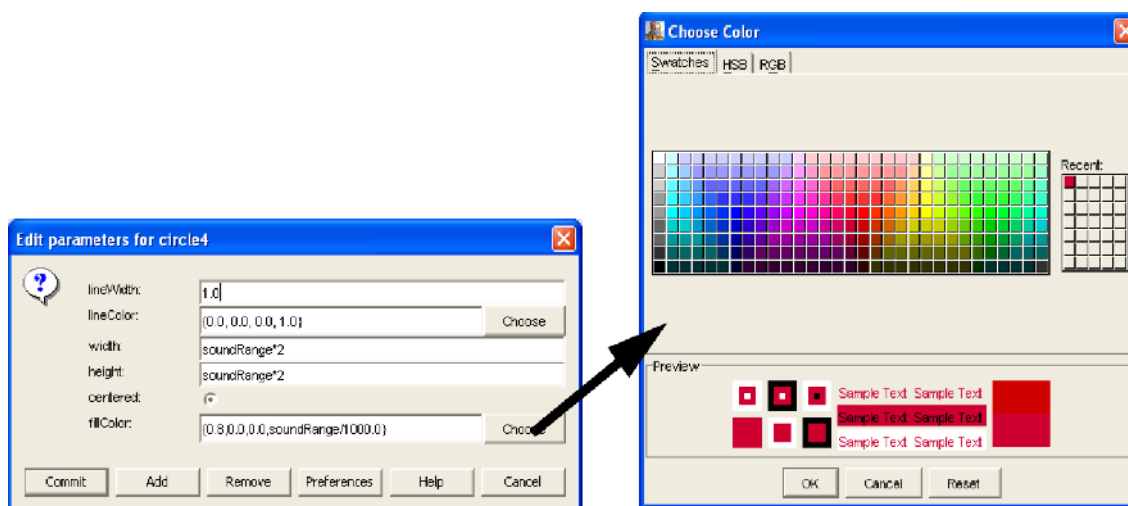 Edit parameters for circle4
lineWidth:
1.0
lineColor:
{0.0, 0.0, 0.0, 1.0}
Choose
width:
soundRange*2
height:
soundRange*2
centered:
fillColor:
{0.8,0.0,0.0,soundRange/1000.0}
Choose
Commit
Add
Remove
Preferences
Help
Cancel
Choose Color
Swatches
HSB
RGB
Recent:
Preview
Sample Text Sample Text
Sample Text Sample Text
Sample Text Sample Text
OK
Cancel
Reset